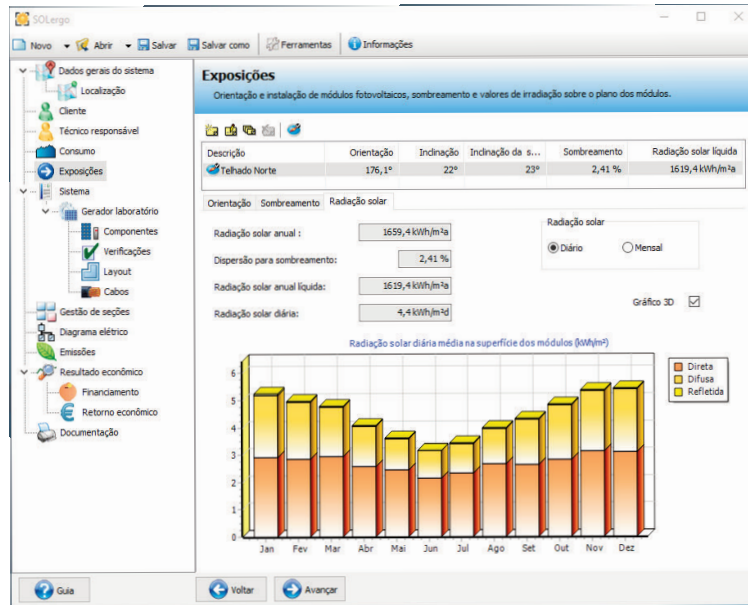 SOLergo
Novo Abrir Salvar Salvar como Ferramentas Informações
Dados gerais do sistema
Localização
Cliente
Técnico responsável
Consumo
Exposições
Sistema
Gerador laboratório
Componentes
Verificações
Layout
Cabos
Gestão de seções
Diagrama elétrico
Emissões
Resultado econômico
Financiamento
Retorno econômico
Documentação
Guia
Exposições
Orientação e instalação de módulos fotovoltaicos, sombreamento e valores de irradiação sobre o plano dos módulos.
Descrição Orientação Inclinação Inclinação da s... Sombreamento Radiação solar líquida
Telhado Norte 176,1° 22° 23° 2,41 % 1619,4 kWh/m²a
Orientação Sombreamento Radiação solar
Radiação solar anual : 1659,4 kWh/m²a
Dispersão para sombreamento: 2,41 %
Radiação solar anual líquida: 1619,4 kWh/m²a
Radiação solar diária: 4,4 kWh/m²d
Radiação solar
Diário Mensal
Gráfico 3D
Radiação solar diária média na superfície dos módulos (kWh/m²)
6
5
4
3
2
1
0
Jan Fev Mar Abr Mai Jun Jul Ago Set Out Nov Dez
Direta
Difusa
Refletida
Voltar Avançar